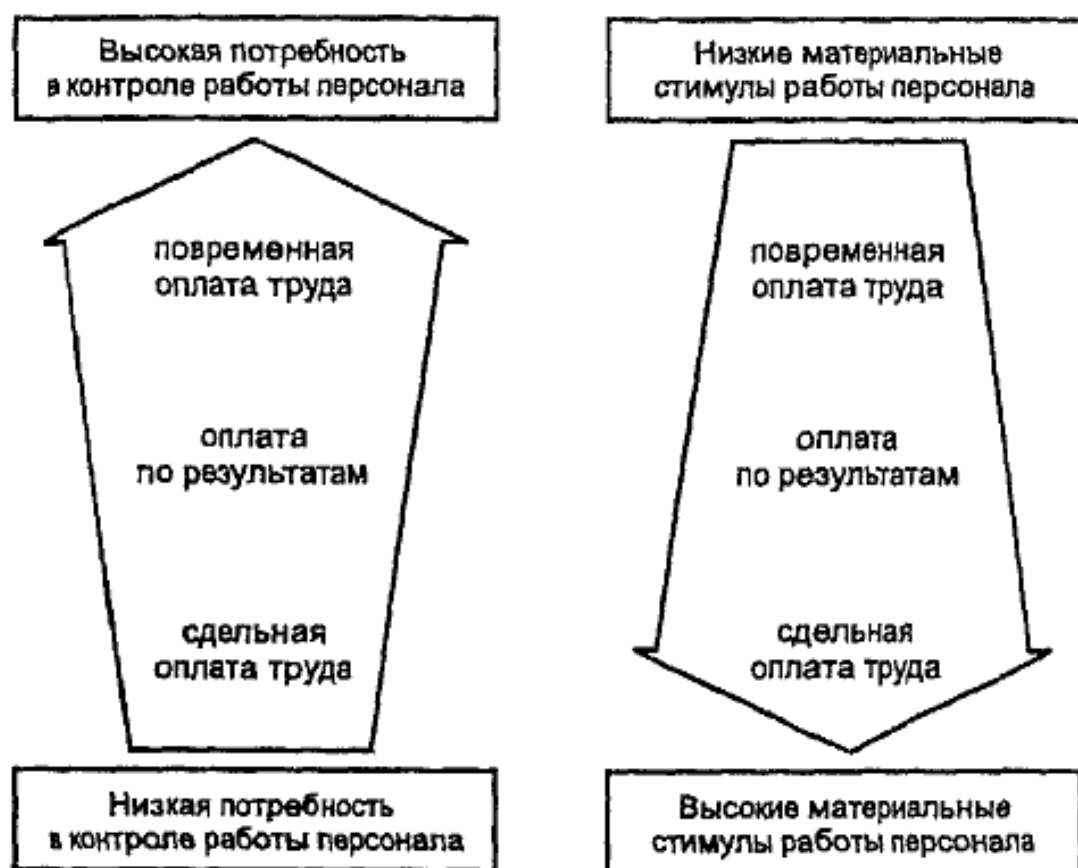 Высокая потребность
в контроле работы персонала
повременная
оплата труда
оплата
по результатам
сдельная
оплата труда
Низкая потребность
в контроле работы персонала
Низкие материальные
стимулы работы персонала
повременная
оплата труда
оплата
по результатам
сдельная
оплата труда
Высокие материальные
стимулы работы персонала